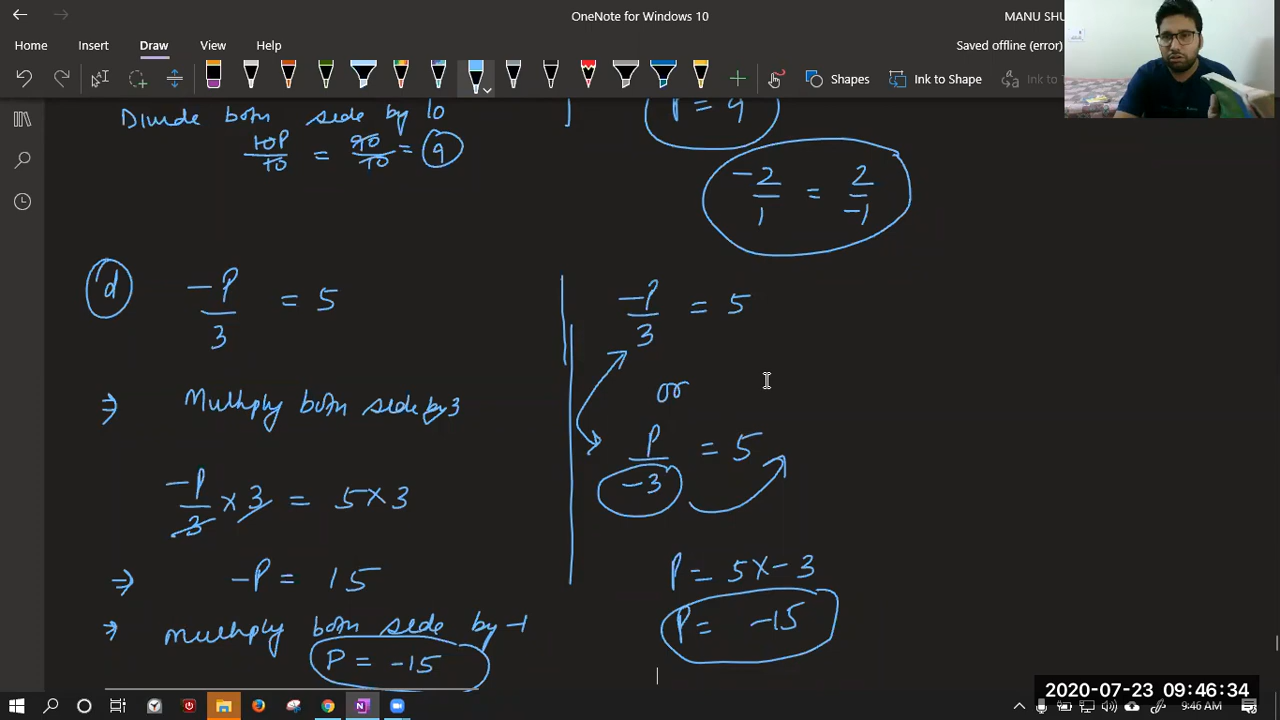 OneNote for Windows 10
MANU SHU
Home Insert Draw View Help
Saved offline (error)
Shapes
Ink to Shape
Ink to
Divide both side by 10
10P/10 = 90/10 = 9
P = 9
-2/1 = 2/-1
d -P/3 = 5
⇒ Multiply both side by 3
-P/3 × 3 = 5×3
⇒ -P = 15
⇒ Multiply both side by -1
P = -15
-P/3 = 5
or
P/-3 = 5
P = 5×-3
P = -15
2020-07-23 09:46:34
9:46 AM